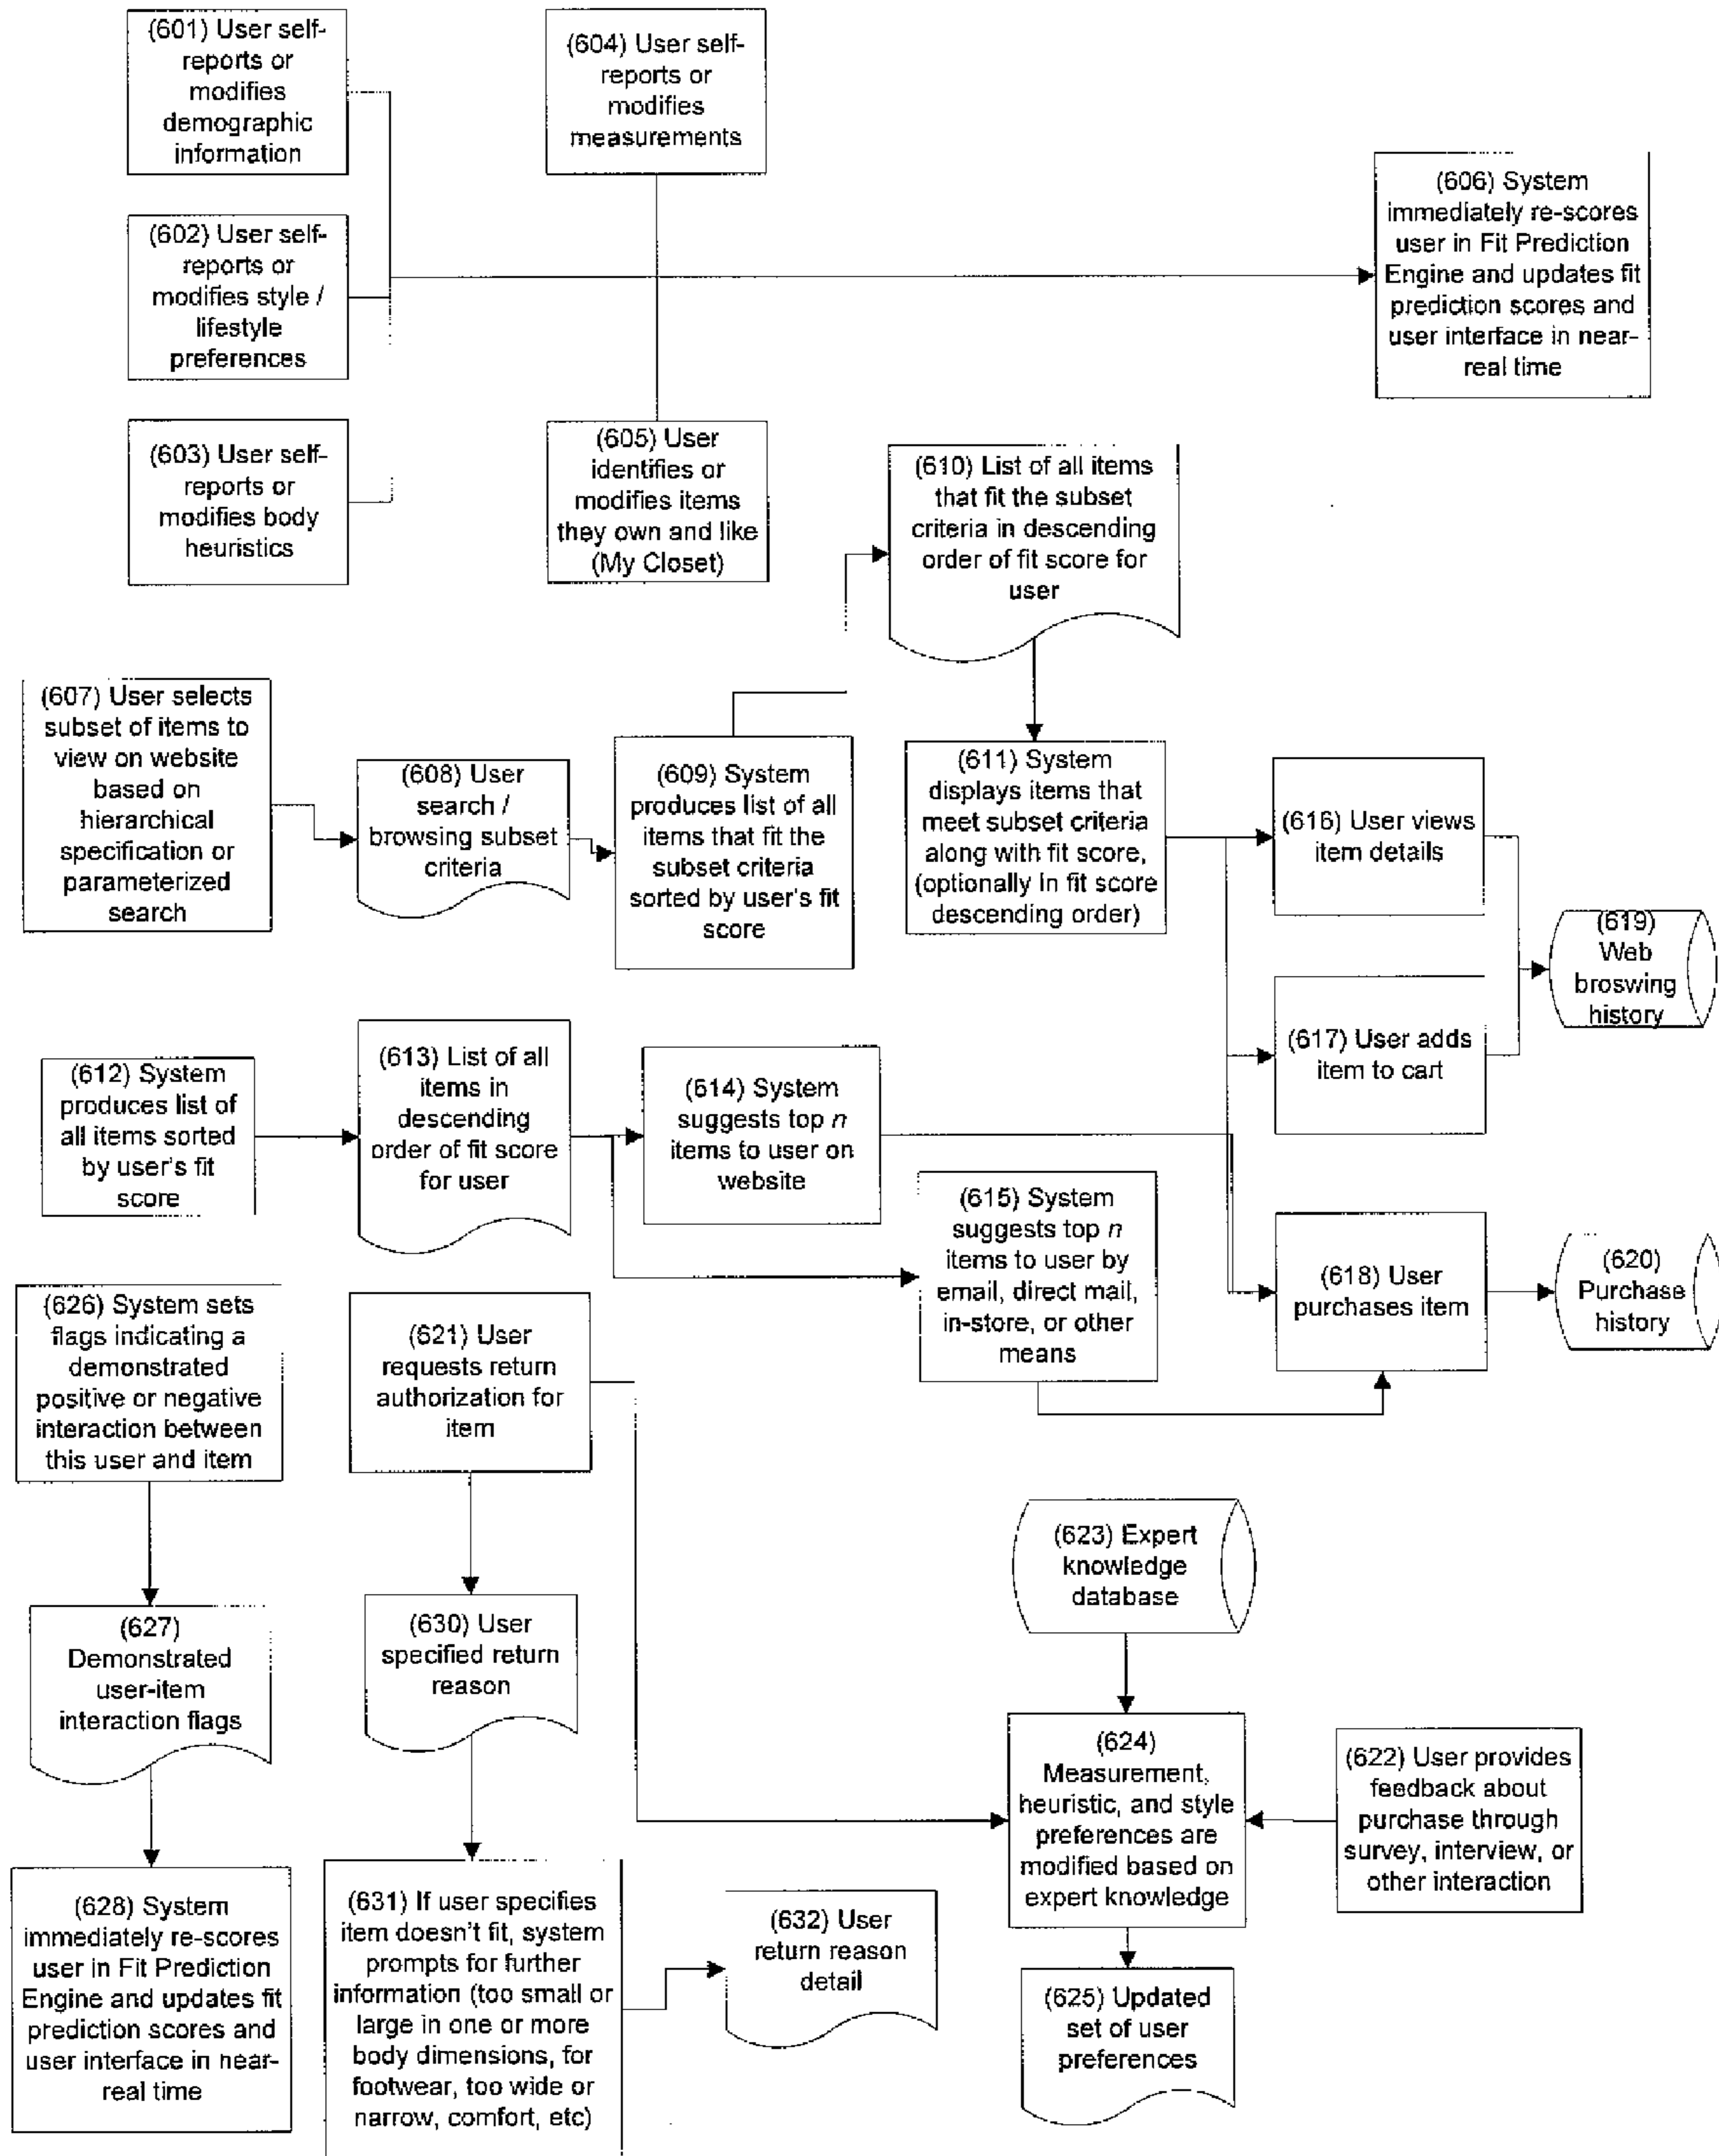 (601) User self-
reports or
modifies
demographic
information
(604) User self-
reports or
modifies
measurements
(606) System
immediately re-scores
user in Fit Prediction
Engine and updates fit
prediction scores and
user interface in near-
real time
(602) User self-
reports or
modifies style /
lifestyle
preferences
(603) User self-
reports or
modifies body
heuristics
(605) User
identifies or
modifies items
they own and like
(My Closet)
(610) List of all items
that fit the subset
criteria in descending
order of fit score for
user
(607) User selects
subset of items to
view on website
based on
hierarchical
specification or
parameterized
search
(608) User
search /
browsing subset
criteria
(609) System
produces list of all
items that fit the
subset criteria
sorted by user's fit
score
(611) System
displays items that
meet subset criteria
along with fit score,
(optionally in fit score
descending order)
(616) User views
item details
(619)
Web
broswing
history
(617) User adds
item to cart
(612) System
produces list of
all items sorted
by user's fit
score
(613) List of all
items in
descending
order of fit score
for user
(614) System
suggests top n
items to user on
website
(615) System
suggests top n
items to user by
email, direct mail,
in-store, or other
means
(618) User
purchases item
(620)
Purchase
history
(626) System sets
flags indicating a
demonstrated
positive or negative
interaction between
this user and item
(621) User
requests return
authorization for
item
(623) Expert
knowledge
database
(627)
Demonstrated
user-item
interaction flags
(630) User
specified return
reason
(624)
Measurement,
heuristic, and style
preferences are
modified based on
expert knowledge
(622) User provides
feedback about
purchase through
survey, interview, or
other interaction
(628) System
immediately re-scores
user in Fit Prediction
Engine and updates fit
prediction scores and
user interface in near-
real time
(631) If user specifies
item doesn't fit, system
prompts for further
information (too small or
large in one or more
body dimensions, for
footwear, too wide or
narrow, comfort, etc)
(632) User
return reason
detail
(625) Updated
set of user
preferences